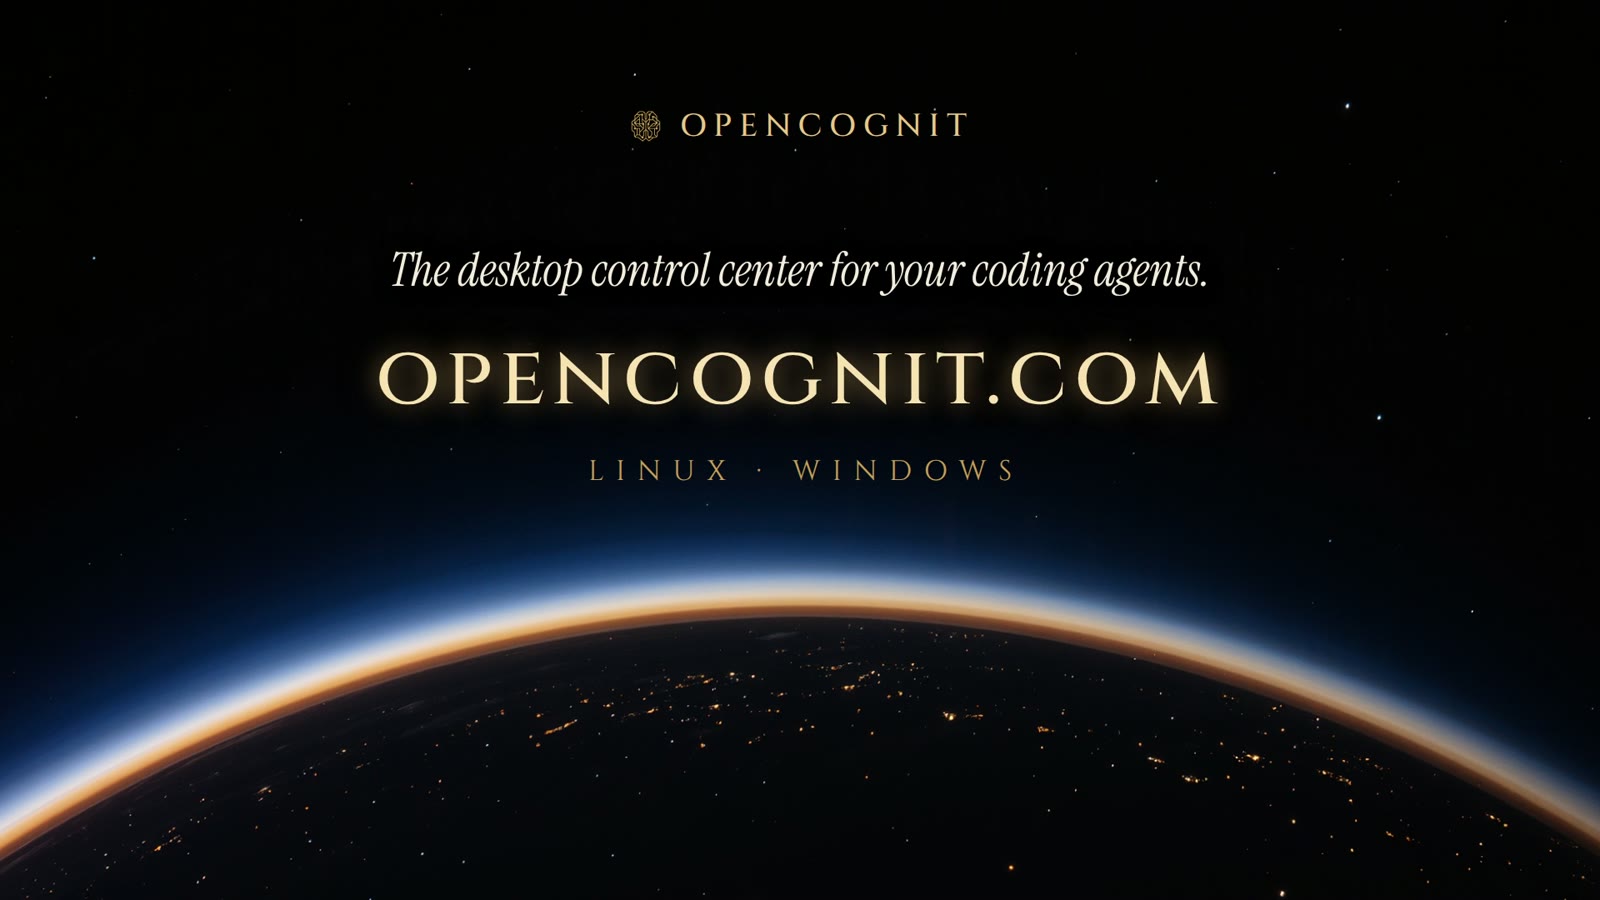 OPENCOGNIT
The desktop control center for your coding agents.
OPENCOGNIT.COM
LINUX · WINDOWS